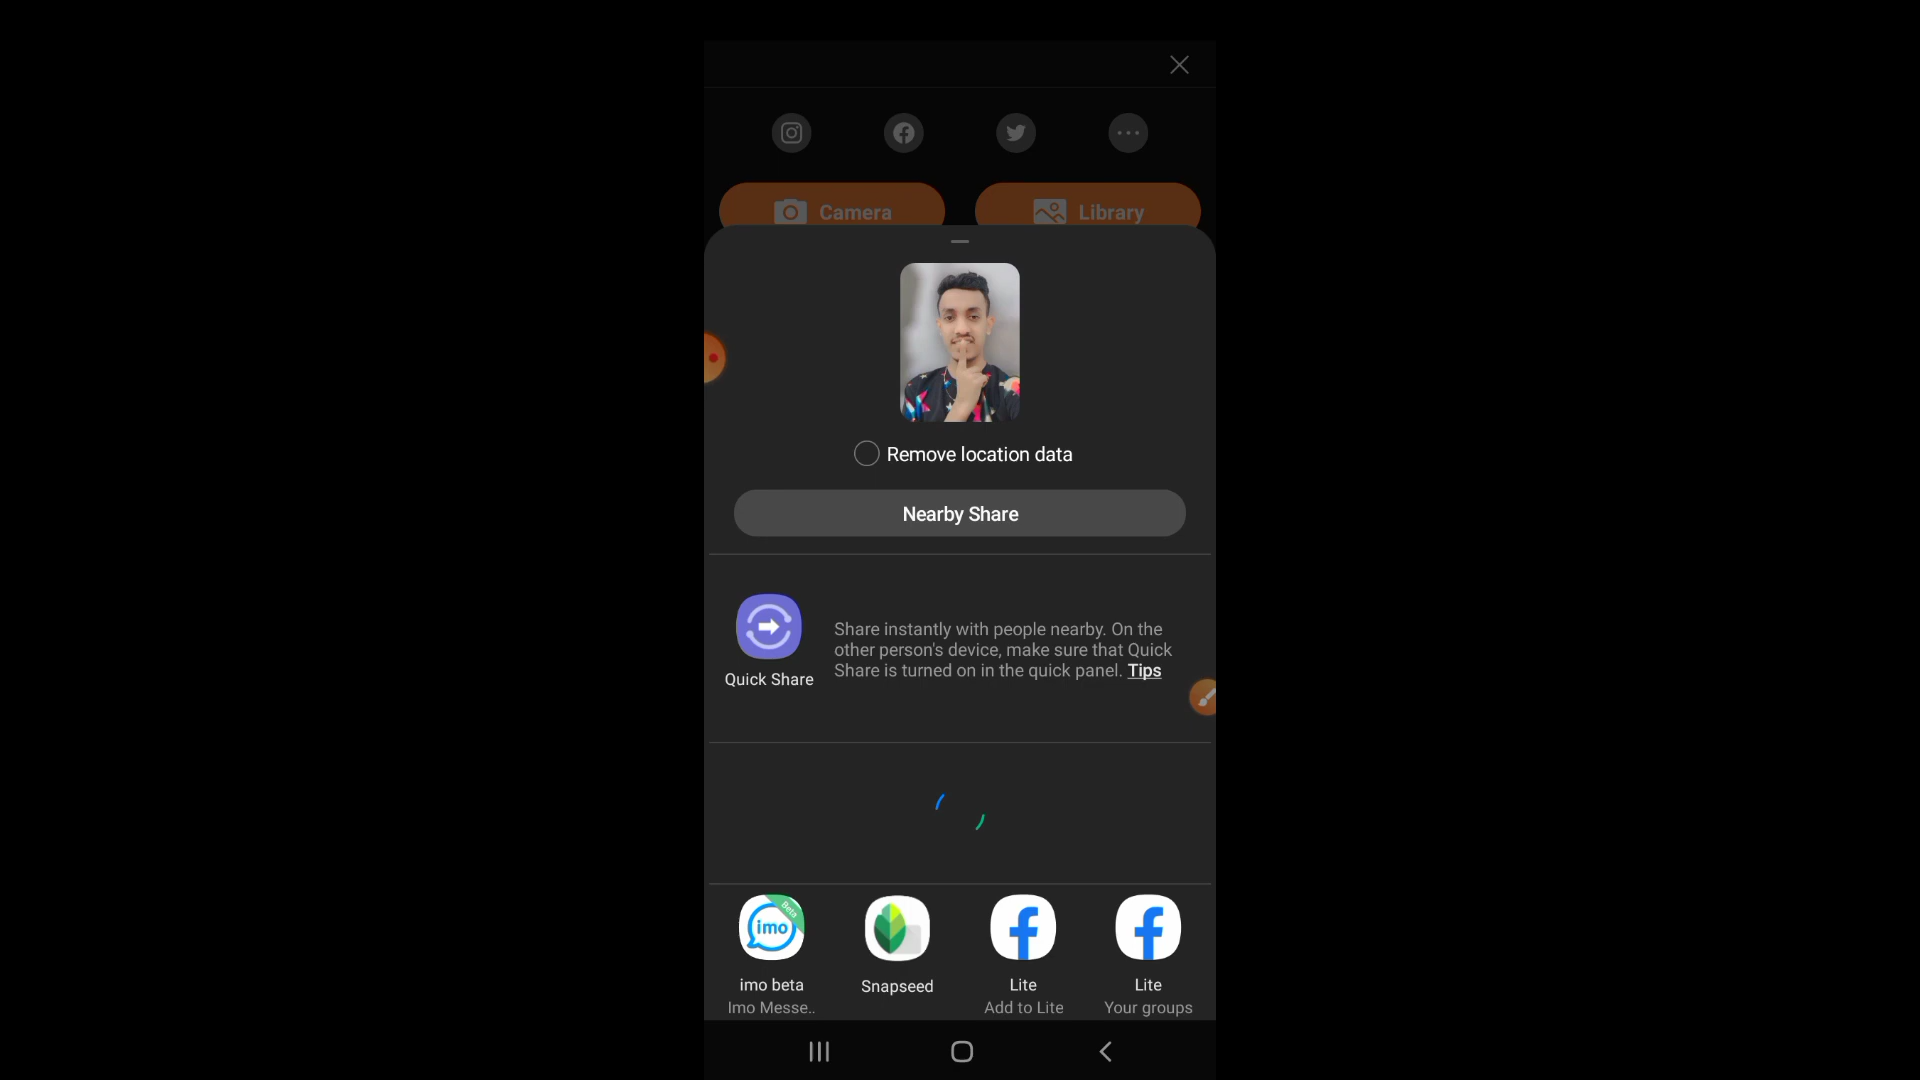 Camera
Library
Remove location data
Nearby Share
Share instantly with people nearby. On the
other person's device, make sure that Quick
Share is turned on in the quick panel. Tips
Quick Share
Beta
imo
imo beta
Imo Messe..
Snapseed
Lite
Add to Lite
Lite
Your groups